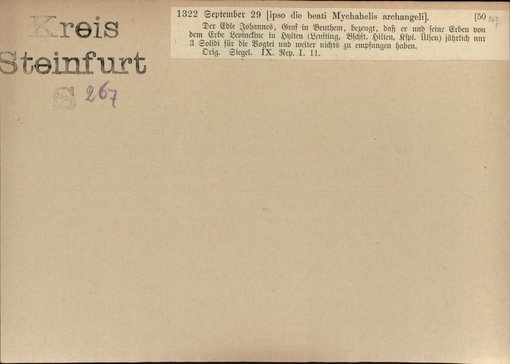 Kreis
Steinfurt
S 267
1322 September 29 [ipso die beati Mychahelis archangeli]. [50 267
Der Edle Johannes, Graf in Benthem, bezeugt, daß er und seine Erben von
dem Erbe Levinckinc in Hylten (Lenfting, Bschft. Hilten, Kspl. Ülsen) jährlich nur
3 Solidi für die Vogtei und weiter nichts zu empfangen haben.
Orig. Siegel. IX. Rep. I. 11.